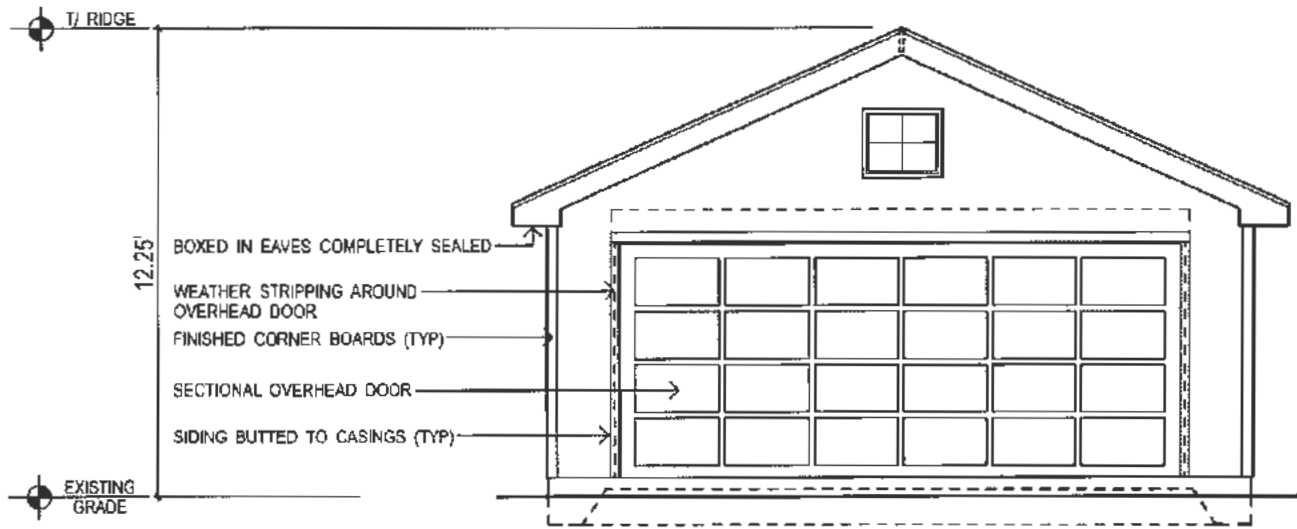 T/ RIDGE
12.25'
BOXED IN EAVES COMPLETELY SEALED
WEATHER STRIPPING AROUND
OVERHEAD DOOR
FINISHED CORNER BOARDS (TYP)
SECTIONAL OVERHEAD DOOR
SIDING BUTTED TO CASINGS (TYP)
EXISTING
GRADE